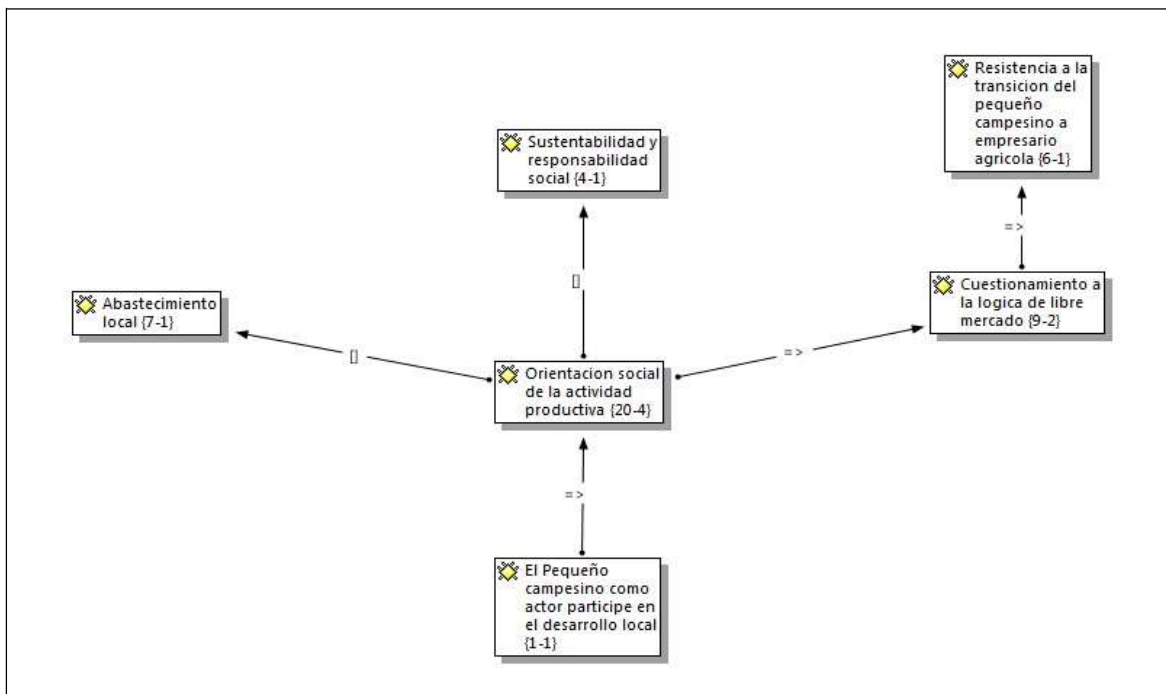 Resistencia a la
transicion del
pequeño
campesino a
empresario
agricola {6-1}
Sustentabilidad y
responsabilidad
social {4-1}
=>
[]
Cuestionamiento a
la logica de libre
mercado {9-2}
Abastecimiento
local {7-1}
[]
=>
Orientacion social
de la actividad
productiva {20-4}
=>
El Pequeño
campesino como
actor participe en
el desarrollo local
{1-1}